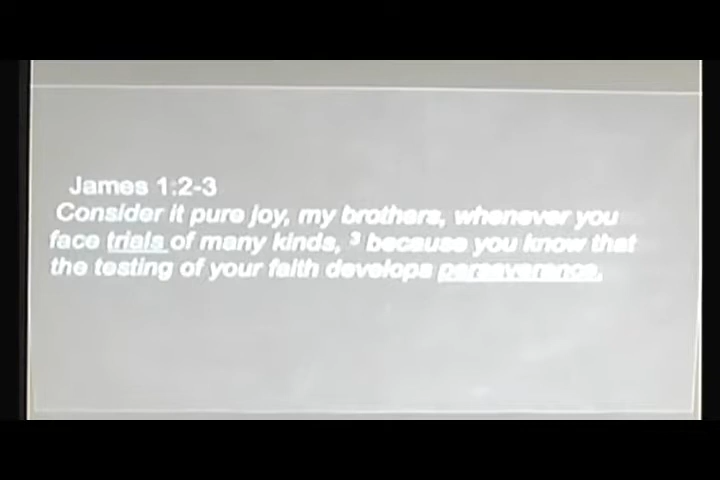 James 1:2-3
Consider it pure joy, my brothers, whenever you
face trials of many kinds, ³ because you know that
the testing of your faith develops perseverance.